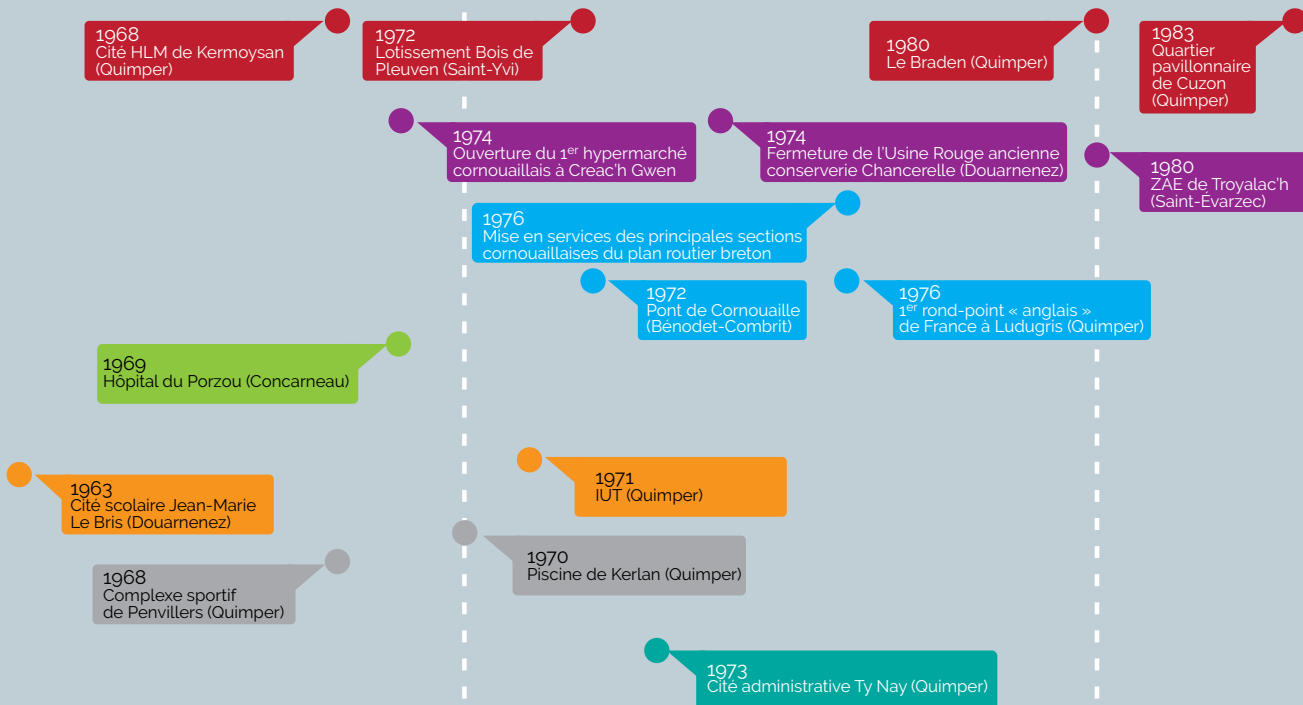 1968
Cité HLM de Kermoysan
(Quimper)
1972
Lotissement Bois de
Pleuven (Saint-Yvi)
1980
Le Braden (Quimper)
1983
Quartier
pavillonnaire
de Cuzon
(Quimper)
1974
Ouverture du 1er hypermarché
cornouaillais à Creac'h Gwen
1974
Fermeture de l'Usine Rouge ancienne
conserverie Chancerelle (Douarnenez)
1980
ZAE de Troyalac'h
(Saint-Évarzec)
1976
Mise en services des principales sections
cornouaillaises du plan routier breton
1972
Pont de Cornouaille
(Bénodet-Combrit)
1976
1er rond-point « anglais »
de France à Ludugris (Quimper)
1969
Hôpital du Porzou (Concarneau)
1963
Cité scolaire Jean-Marie
Le Bris (Douarnenez)
1971
IUT (Quimper)
1968
Complexe sportif
de Penvillers (Quimper)
1970
Piscine de Kerlan (Quimper)
1973
Cité administrative Ty Nay (Quimper)